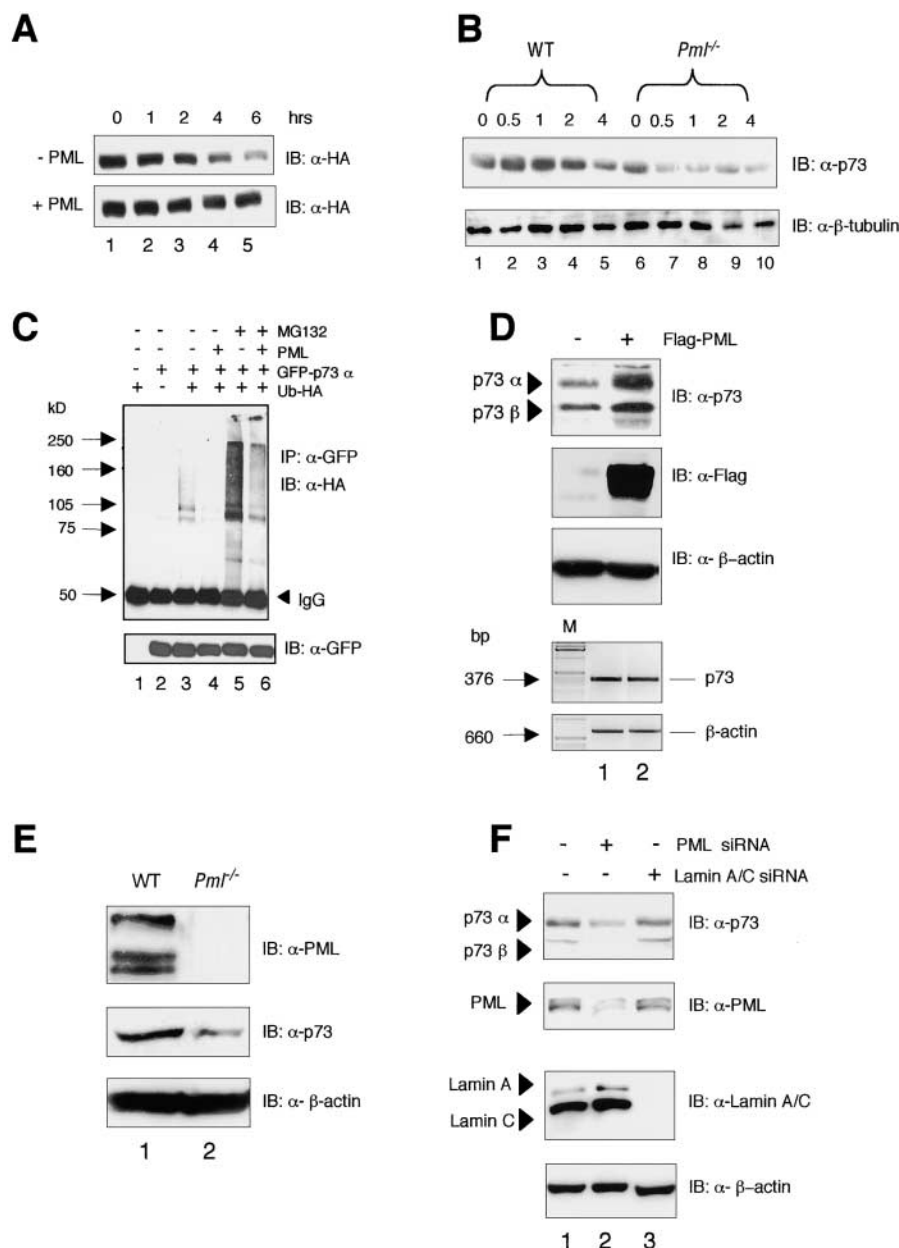 A
0 1 2 4 6 hrs
- PML IB: α-HA
+ PML IB: α-HA
1 2 3 4 5
B
WT Pml-/-
0 0.5 1 2 4 0 0.5 1 2 4
IB: α-p73
IB: α-β-tubulin
1 2 3 4 5 6 7 8 9 10
C
- - - - + + MG132
- - - + - + PML
- + + + + + GFP-p73 α
+ - + + + + Ub-HA
kD
250
160
105
75
50
IP: α-GFP
IB: α-HA
IgG
IB: α-GFP
1 2 3 4 5 6
D
- + Flag-PML
p73 α
p73 β
IB: α-p73
IB: α-Flag
IB: α- β-actin
bp M
376 p73
660 β-actin
1 2
E
WT Pml-/-
IB: α-PML
IB: α-p73
IB: α- β-actin
1 2
F
- + - PML siRNA
- - + Lamin A/C siRNA
p73 α
p73 β
IB: α-p73
PML IB: α-PML
Lamin A
Lamin C
IB: α-Lamin A/C
IB: α- β-actin
1 2 3